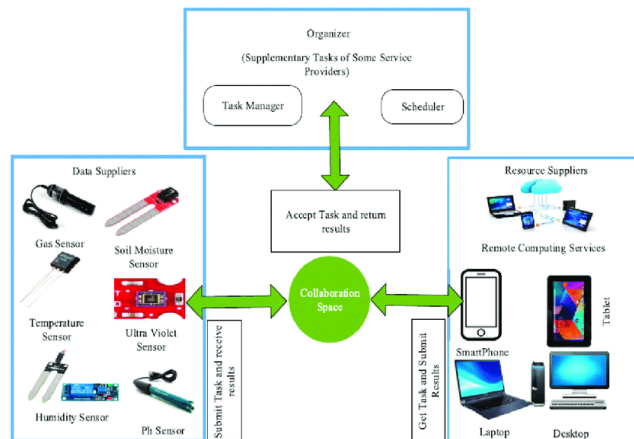 Organizer
(Supplementary Tasks of Some Service
Providers)
Task Manager
Scheduler
Data Suppliers
Gas Sensor
Soil Moisture
Sensor
Temperature
Sensor
Ultra Violet
Sensor
Humidity Sensor
Ph Sensor
Submit Task and receive
results
Accept Task and return
results
Collaboration
Space
Get Task and Submit
Results
Resource Suppliers
Remote Computing Services
SmartPhone
Tablet
Laptop
Desktop